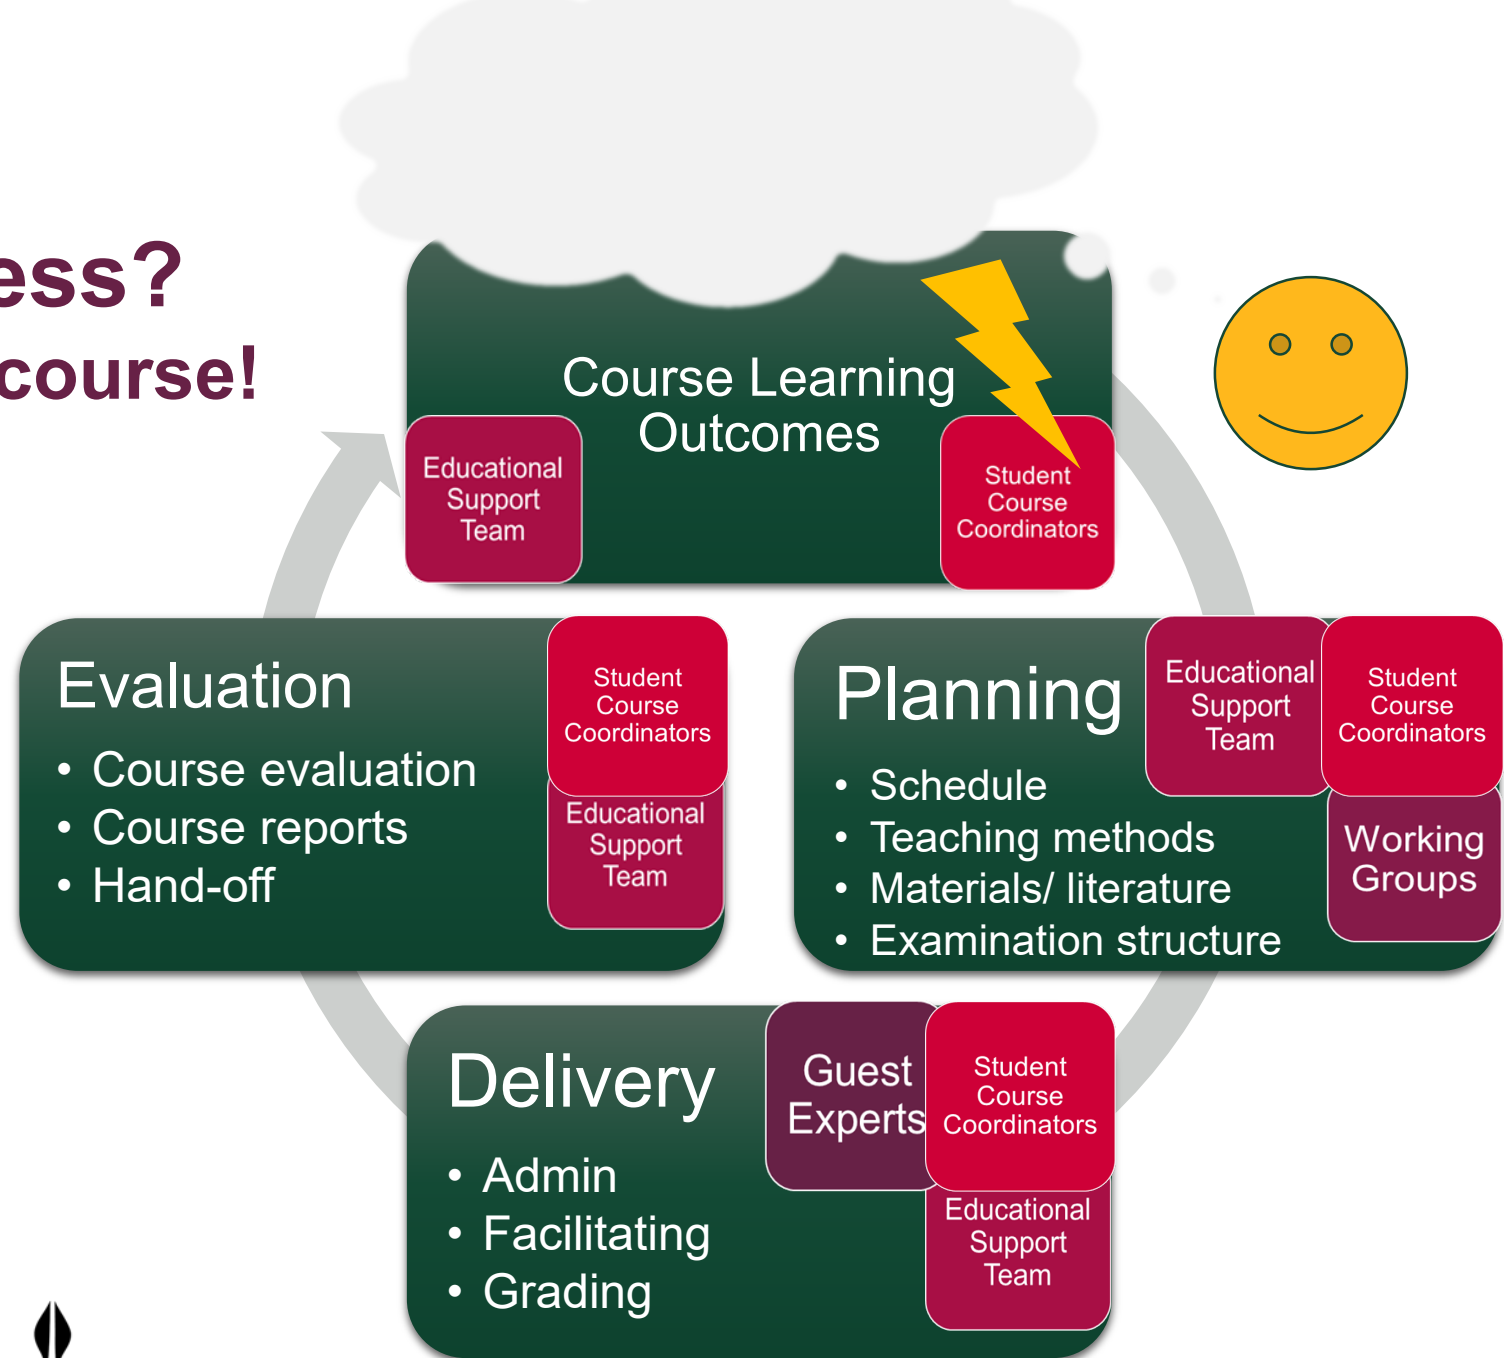 ess?
course!
Course Learning
Outcomes
Educational
Support
Team
Student
Course
Coordinators
Evaluation
• Course evaluation
• Course reports
• Hand-off
Student
Course
Coordinators
Educational
Support
Team
Planning
• Schedule
• Teaching methods
• Materials/ literature
• Examination structure
Educational
Support
Team
Student
Course
Coordinators
Working
Groups
Delivery
• Admin
• Facilitating
• Grading
Guest
Experts
Student
Course
Coordinators
Educational
Support
Team